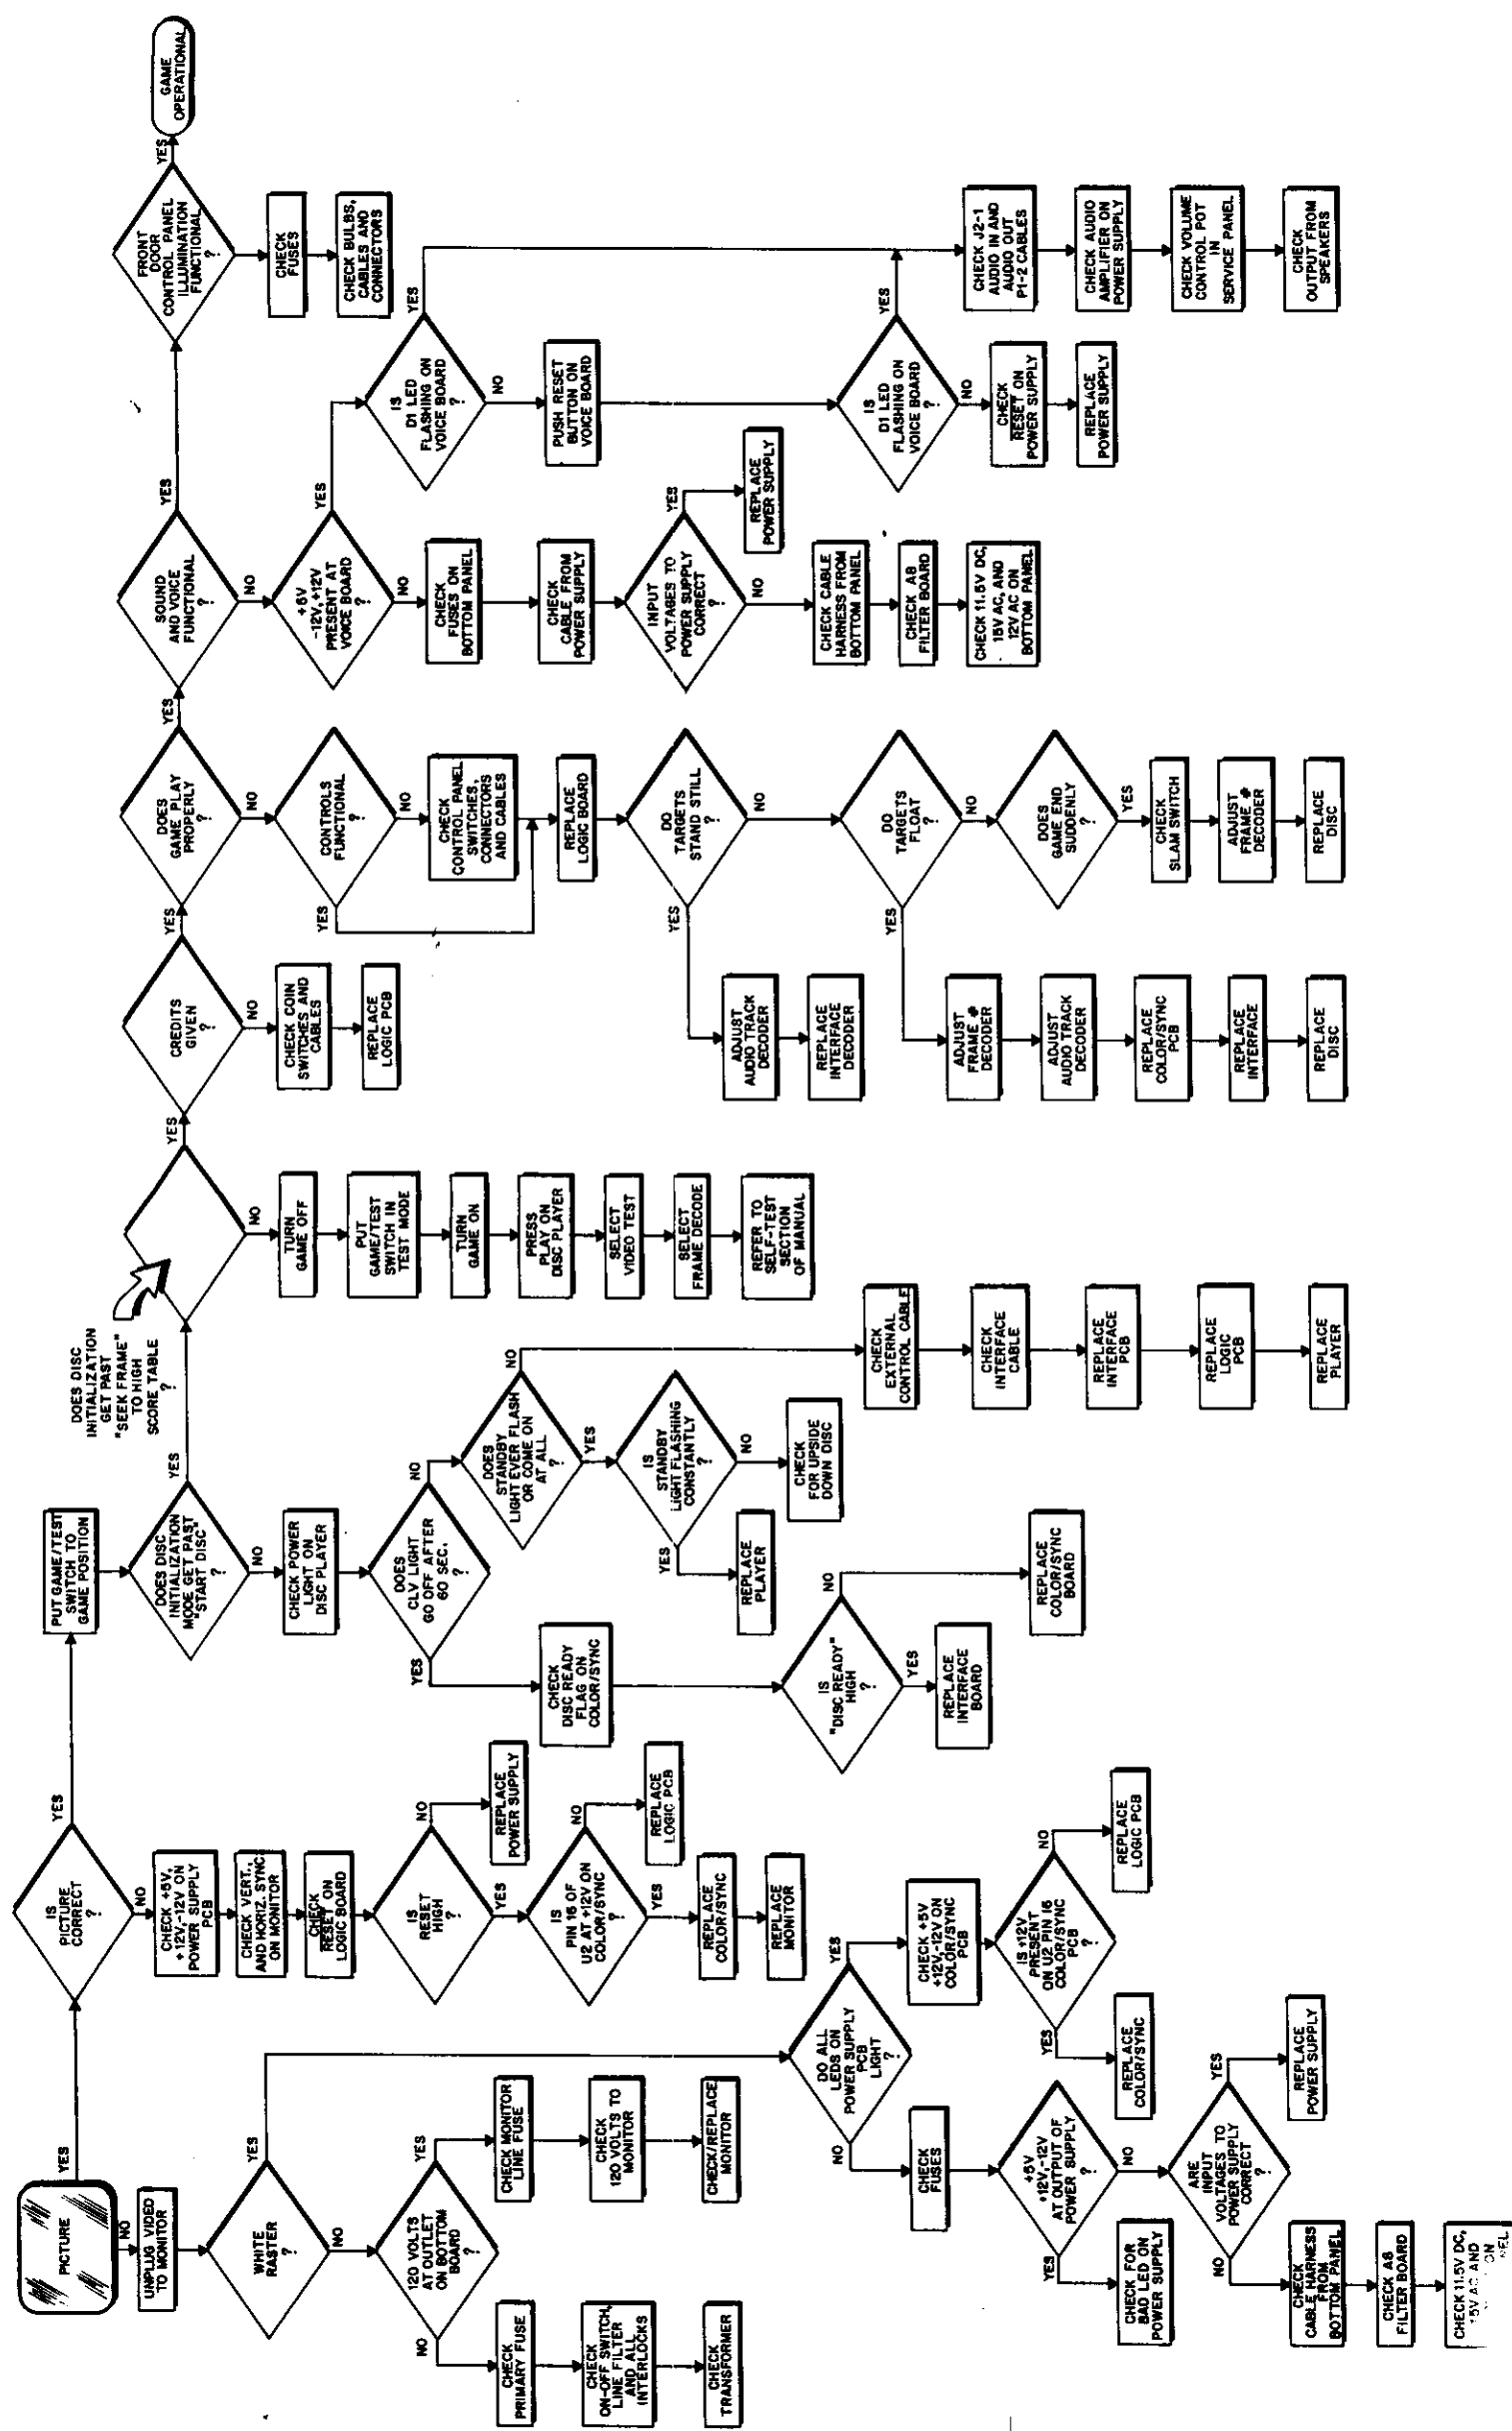 PICTURE
YES
NO
UNPLUG VIDEO
TO MONITOR
WHITE
RASTER
?
YES
NO
120 VOLTS
AT OUTLET
ON BOTTOM
BOARD
?
NO
CHECK
PRIMARY FUSE
CHECK
ON-OFF SWITCH,
LINE FILTER
AND ALL
INTERLOCKS
CHECK
TRANSFORMER
YES
CHECK MONITOR
LINE FUSE
CHECK
120 VOLTS TO
MONITOR
CHECK/REPLACE
MONITOR
DO ALL
LEDS ON
POWER SUPPLY
PCB
LIGHT
?
NO
CHECK
FUSES
+5V
+12V,-12V
AT OUTPUT OF
POWER SUPPLY
?
YES
CHECK FOR
BAD LED ON
POWER SUPPLY
NO
ARE
INPUT
VOLTAGES TO
POWER SUPPLY
CORRECT
?
NO
CHECK
CABLE HARNESS
FROM
BOTTOM PANEL
CHECK A8
FILTER BOARD
CHECK 11.5V DC,
15V AC AND
ON
YES
REPLACE
POWER SUPPLY
YES
CHECK +5V
+12V,-12V ON
COLOR/SYNC
PCB
IS +12V
PRESENT
ON U2 PIN 16
COLOR/SYNC
PCB
?
YES
REPLACE
COLOR/SYNC
NO
REPLACE
LOGIC PCB
IS
PICTURE
CORRECT
?
YES
NO
CHECK +5V,
+12V,-12V ON
POWER SUPPLY
PCB
CHECK VERT.,
AND HORIZ. SYNC
ON MONITOR
CHECK
RESET ON
LOGIC BOARD
IS
RESET
HIGH
?
NO
REPLACE
POWER SUPPLY
YES
IS
PIN 16 OF
U2 AT +12V ON
COLOR/SYNC
?
NO
REPLACE
LOGIC PCB
YES
REPLACE
COLOR/SYNC
REPLACE
MONITOR
PUT GAME/TEST
SWITCH TO
GAME POSITION
DOES DISC
INITIALIZATION
MODE GET PAST
"START DISC"
?
YES
NO
CHECK POWER
LIGHT ON
DISC PLAYER
DOES
CLV LIGHT
GO OFF AFTER
60 SEC.
?
YES
CHECK
DISC READY
FLAG ON
COLOR/SYNC
IS
"DISC READY"
HIGH
?
YES
REPLACE
INTERFACE
BOARD
NO
REPLACE
COLOR/SYNC
BOARD
NO
DOES
STANDBY
LIGHT EVER FLASH
OR COME ON
AT ALL
?
YES
IS
STANDBY
LIGHT FLASHING
CONSTANTLY
?
YES
REPLACE
PLAYER
NO
CHECK
FOR UPSIDE
DOWN DISC
NO
CHECK
EXTERNAL
CONTROL CABLE
CHECK
INTERFACE
CABLE
REPLACE
INTERFACE
PCB
REPLACE
LOGIC
PCB
REPLACE
PLAYER
DOES DISC
INITIALIZATION
GET PAST
"SEEK FRAME"
TO HIGH
SCORE TABLE
?
YES
NO
TURN
GAME OFF
PUT
GAME/TEST
SWITCH IN
TEST MODE
TURN
GAME ON
PRESS
PLAY ON
DISC PLAYER
SELECT
VIDEO TEST
SELECT
FRAME DECODE
REFER TO
SELF-TEST
SECTION
OF MANUAL
CREDITS
GIVEN
?
YES
NO
CHECK COIN
SWITCHES AND
CABLES
REPLACE
LOGIC PCB
DOES
GAME PLAY
PROPERLY
?
YES
NO
CONTROLS
FUNCTIONAL
?
YES
NO
CHECK
CONTROL PANEL
SWITCHES,
CONNECTORS
AND CABLES
REPLACE
LOGIC BOARD
DO
TARGETS
STAND STILL
?
YES
ADJUST
AUDIO TRACK
DECODER
REPLACE
INTERFACE
DECODER
NO
DO
TARGETS
FLOAT
?
YES
ADJUST
FRAME #
DECODER
ADJUST
AUDIO TRACK
DECODER
REPLACE
COLOR/SYNC
PCB
REPLACE
INTERFACE
REPLACE
DISC
NO
DOES
GAME END
SUDDENLY
?
YES
CHECK
SLAM SWITCH
ADJUST
FRAME #
DECODER
REPLACE
DISC
SOUND
AND VOICE
FUNCTIONAL
?
YES
NO
+5V
-12V,+12V
PRESENT AT
VOICE BOARD
?
NO
CHECK
FUSES ON
BOTTOM PANEL
CHECK
CABLE FROM
POWER SUPPLY
INPUT
VOLTAGES TO
POWER SUPPLY
CORRECT
?
YES
REPLACE
POWER SUPPLY
NO
CHECK CABLE
HARNESS FROM
BOTTOM PANEL
CHECK A8
FILTER BOARD
CHECK 11.5V DC,
15V AC, AND
12V AC ON
BOTTOM PANEL
YES
IS
D1 LED
FLASHING ON
VOICE BOARD
?
YES
NO
PUSH RESET
BUTTON ON
VOICE BOARD
IS
D1 LED
FLASHING ON
VOICE BOARD
?
YES
NO
CHECK
RESET ON
POWER SUPPLY
REPLACE
POWER SUPPLY
CHECK J2-1
AUDIO IN AND
AUDIO OUT
P1-2 CABLES
CHECK AUDIO
AMPLIFIER ON
POWER SUPPLY
CHECK VOLUME
CONTROL POT
IN
SERVICE PANEL
CHECK
OUTPUT FROM
SPEAKERS
FRONT
DOOR
CONTROL PANEL
ILLUMINATION
FUNCTIONAL
?
CHECK
FUSES
CHECK BULBS,
CABLES AND
CONNECTORS
YES
GAME
OPERATIONAL